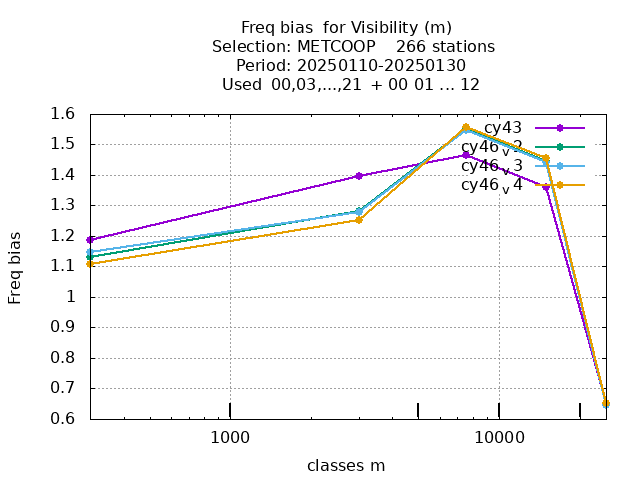 Freq bias  for Visibility (m)
Selection: METCOOP    266 stations
Period: 20250110-20250130
Used  00,03,...,21  + 00 01 ... 12
Freq bias
1.6
1.5
1.4
1.3
1.2
1.1
1
0.9
0.8
0.7
0.6
cy43
cy46v2
cy46v3
cy46v4
1000
10000
classes m